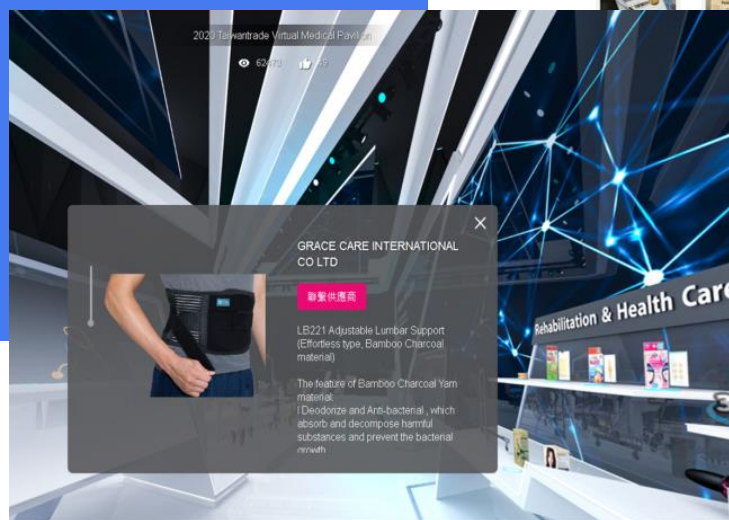 2020 Taiwantrade Virtual Medical Pavilion
GRACE CARE INTERNATIONAL
CO LTD
聯繫供應商
LB221 Adjustable Lumbar Support
(Effortless type, Bamboo Charcoal
material)
The feature of Bamboo Charcoal Yarn
material:
l Deodorize and Anti-bacterial , which
absorb and decompose harmful
substances and prevent the bacterial
growth
Rehabilitation & Health Care